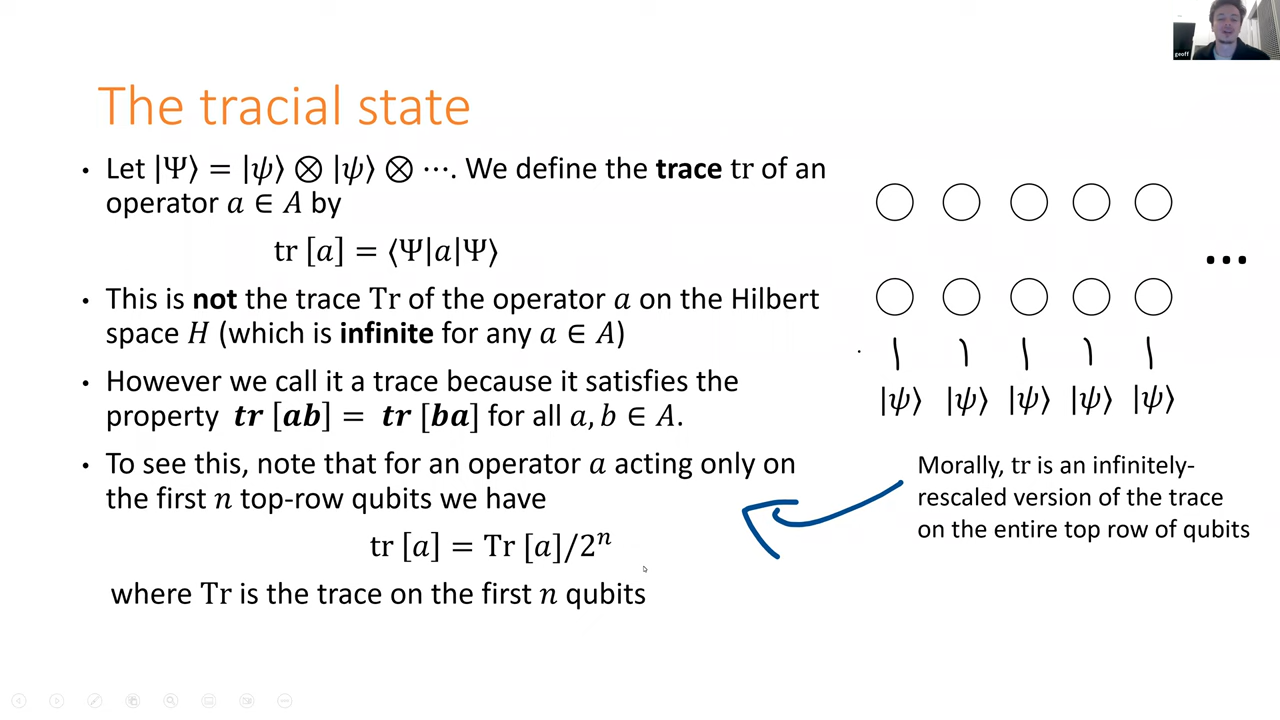 geoff
The tracial state
• Let |Ψ⟩ = |ψ⟩ ⊗ |ψ⟩ ⊗ ⋯. We define the trace tr of an
operator a ∈ A by
tr [a] = ⟨Ψ|a|Ψ⟩
• This is not the trace Tr of the operator a on the Hilbert
space H (which is infinite for any a ∈ A)
• However we call it a trace because it satisfies the
property tr [ab] = tr [ba] for all a, b ∈ A.
• To see this, note that for an operator a acting only on
the first n top-row qubits we have
tr [a] = Tr [a]/2ⁿ
where Tr is the trace on the first n qubits
...
|ψ⟩ |ψ⟩ |ψ⟩ |ψ⟩ |ψ⟩
Morally, tr is an infinitely-
rescaled version of the trace
on the entire top row of qubits